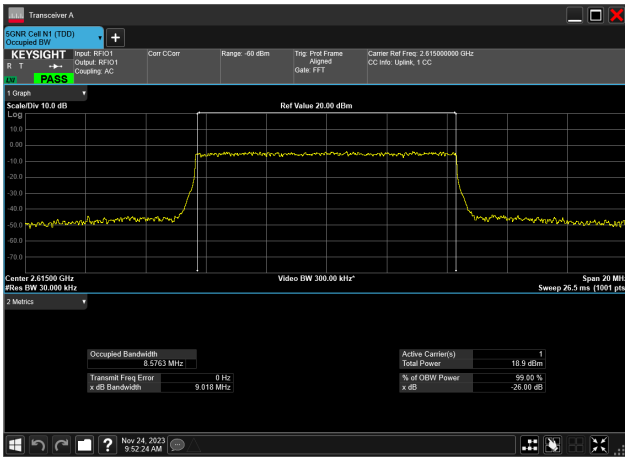 Transceiver A
5GNR Cell N1 (TDD)
Occupied BW
KEYSIGHT
R T
PASS
Input: RFIO1
Output: RFIO1
Coupling: AC
Corr CCorr
Range: -60 dBm
Trig: Prot Frame
Aligned
Gate: FFT
Carrier Ref Freq: 2.615000000 GHz
CC Info: Uplink, 1 CC
1 Graph
Scale/Div 10.0 dB
Ref Value 20.00 dBm
Log
10.0
0.00
-10.0
-20.0
-30.0
-40.0
-50.0
-60.0
-70.0
Center 2.61500 GHz
Video BW 300.00 kHz*
Span 20 MHz
#Res BW 30.000 kHz
Sweep 26.5 ms (1001 pts
2 Metrics
Occupied Bandwidth
8.5763 MHz
Transmit Freq Error 0 Hz
x dB Bandwidth 9.018 MHz
Active Carrier(s) 1
Total Power 18.9 dBm
% of OBW Power 99.00 %
x dB -26.00 dB
?
Nov 24, 2023
9:52:24 AM